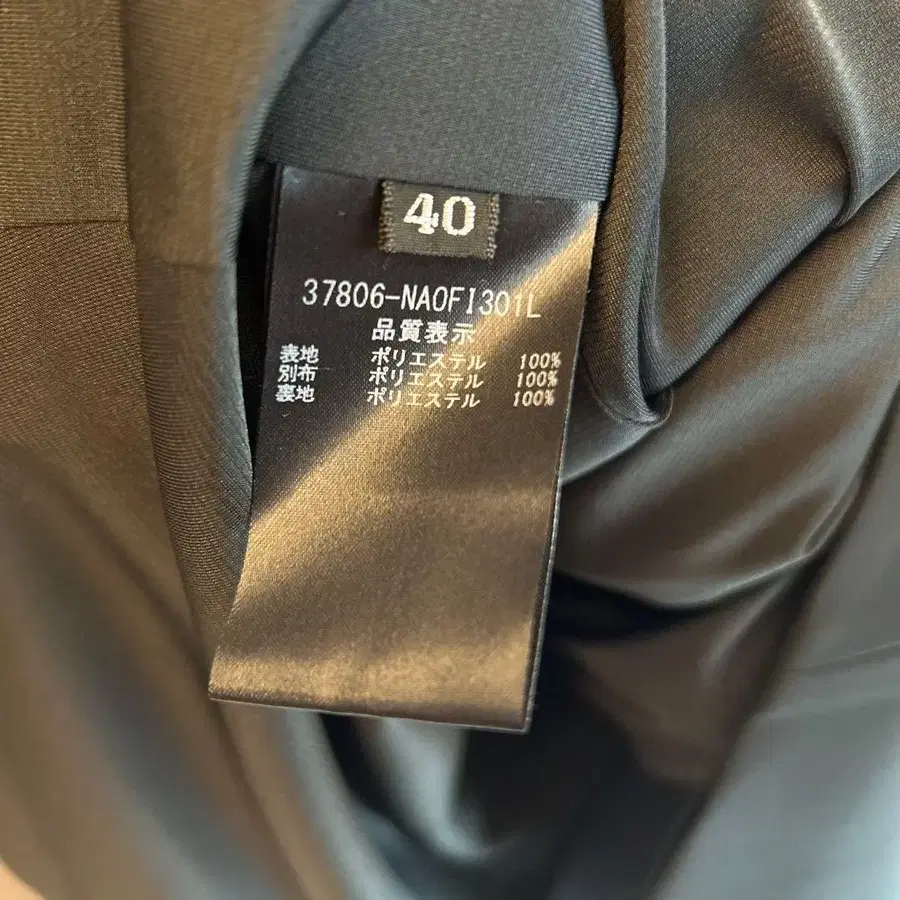 40
37806-NAOFI301L
品質表示
表地 ポリエステル 100%
別布 ポリエステル 100%
裏地 ポリエステル 100%